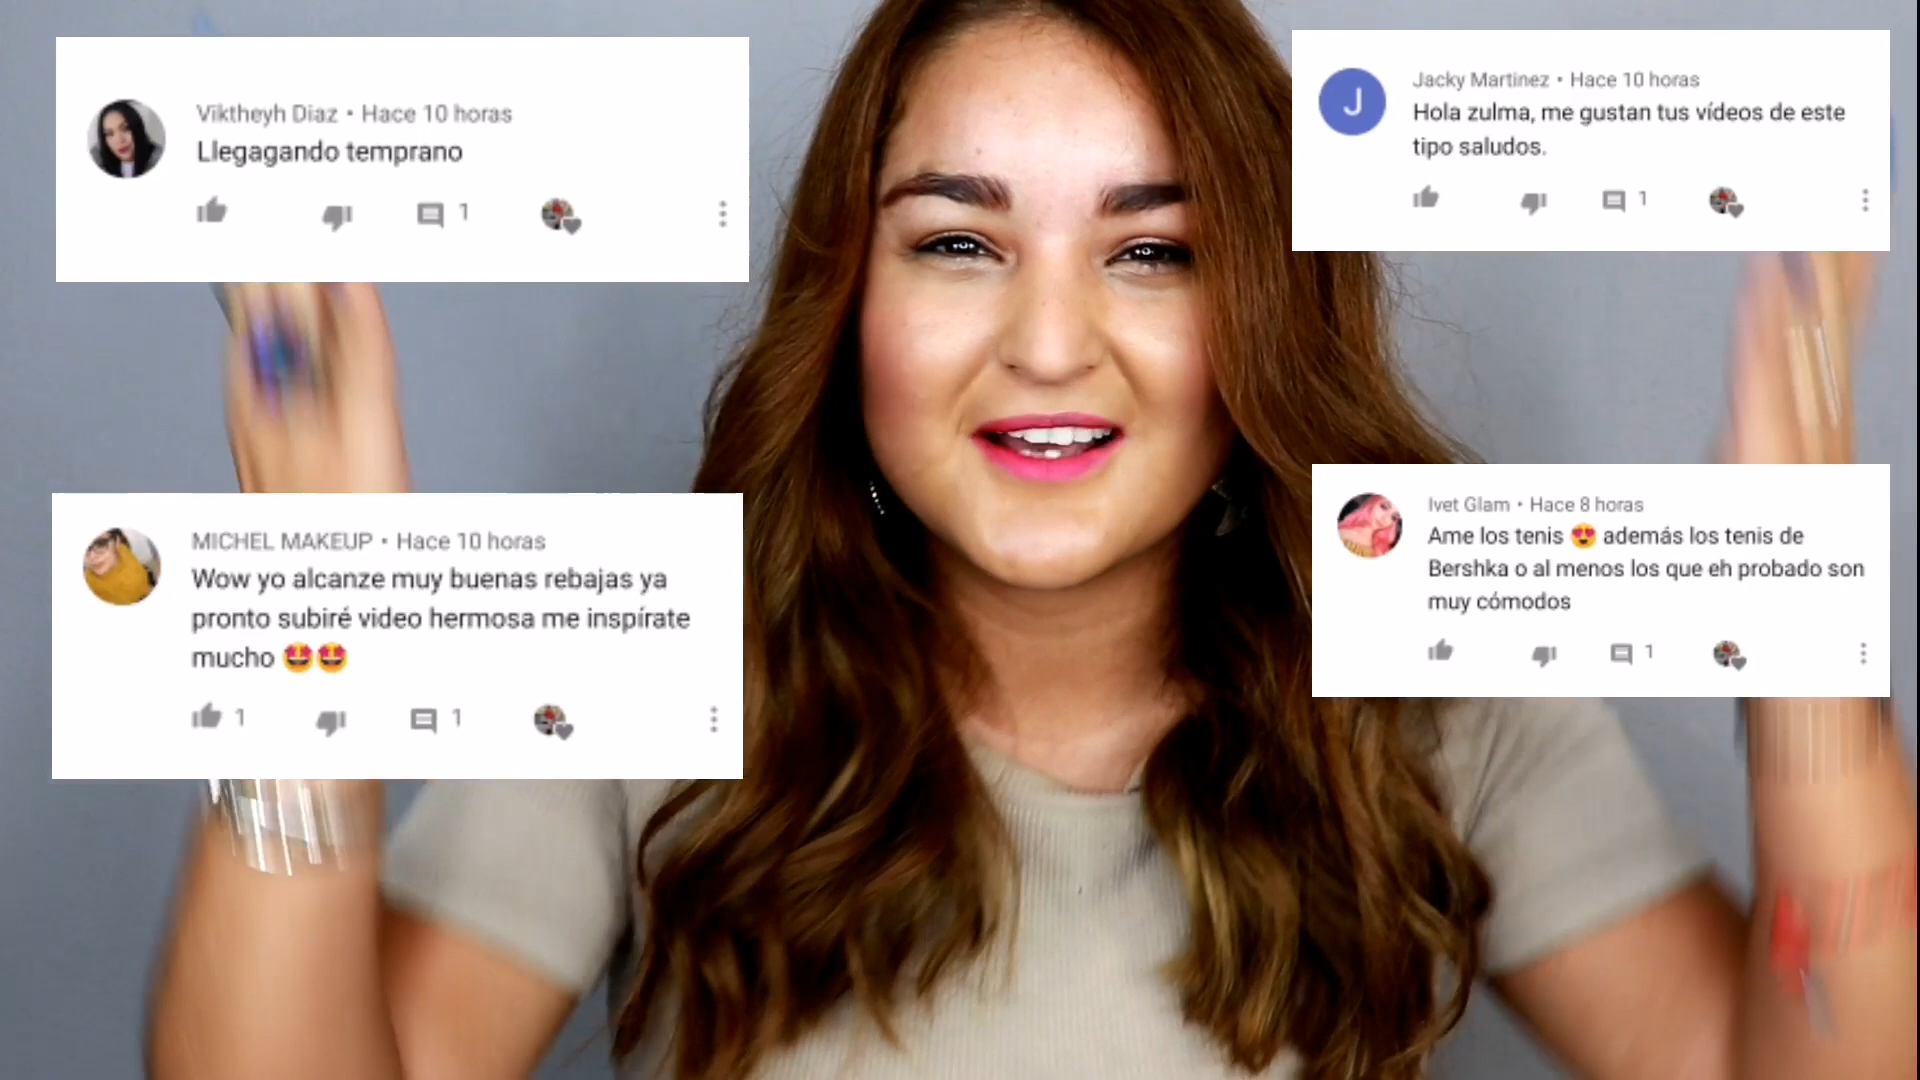 Viktheyh Diaz • Hace 10 horas
Llegagando temprano
1
Jacky Martinez • Hace 10 horas
J
Hola zulma, me gustan tus vídeos de este
tipo saludos.
1
MICHEL MAKEUP • Hace 10 horas
Wow yo alcanze muy buenas rebajas ya
pronto subiré video hermosa me inspírate
mucho 🤩🤩
1 1
Ivet Glam • Hace 8 horas
Ame los tenis 😍 además los tenis de
Bershka o al menos los que eh probado son
muy cómodos
1